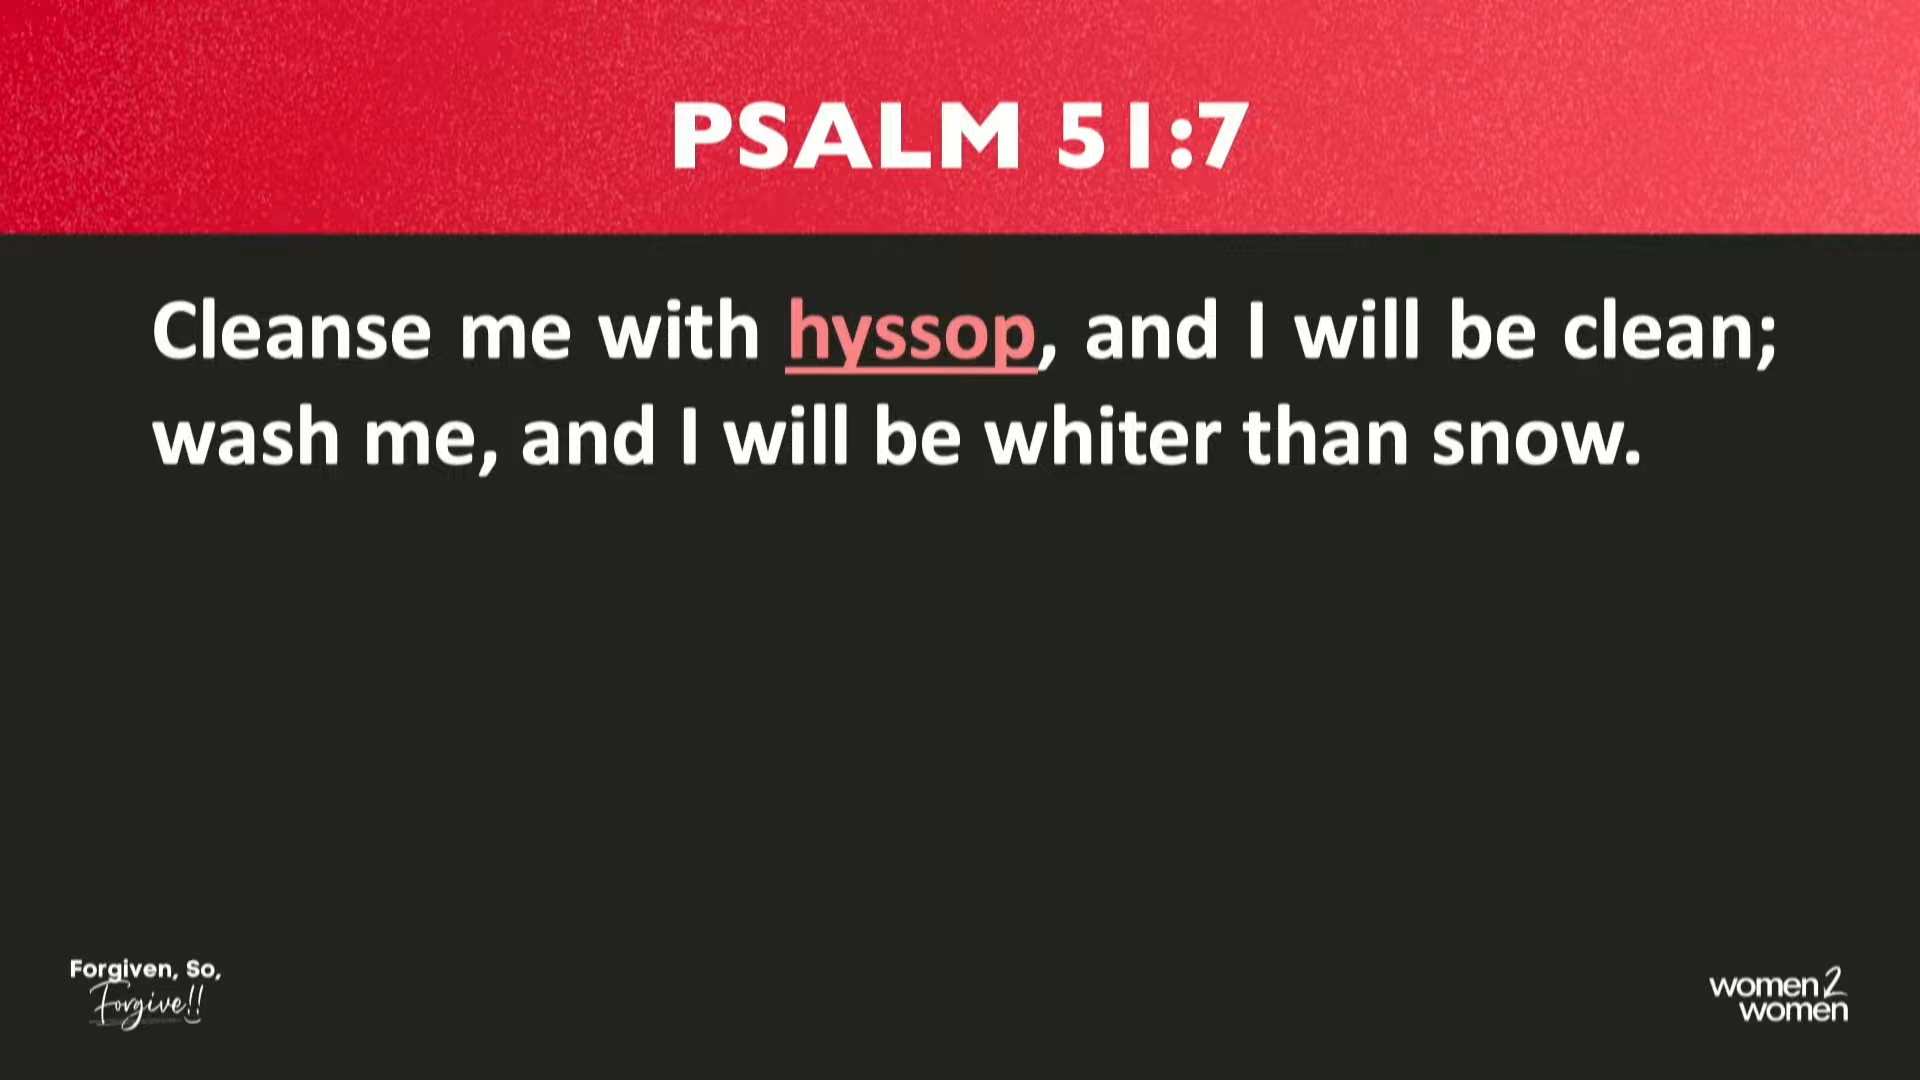 PSALM 51:7
Cleanse me with hyssop, and I will be clean;
wash me, and I will be whiter than snow.
Forgiven, So,
Forgive!!
women2
women